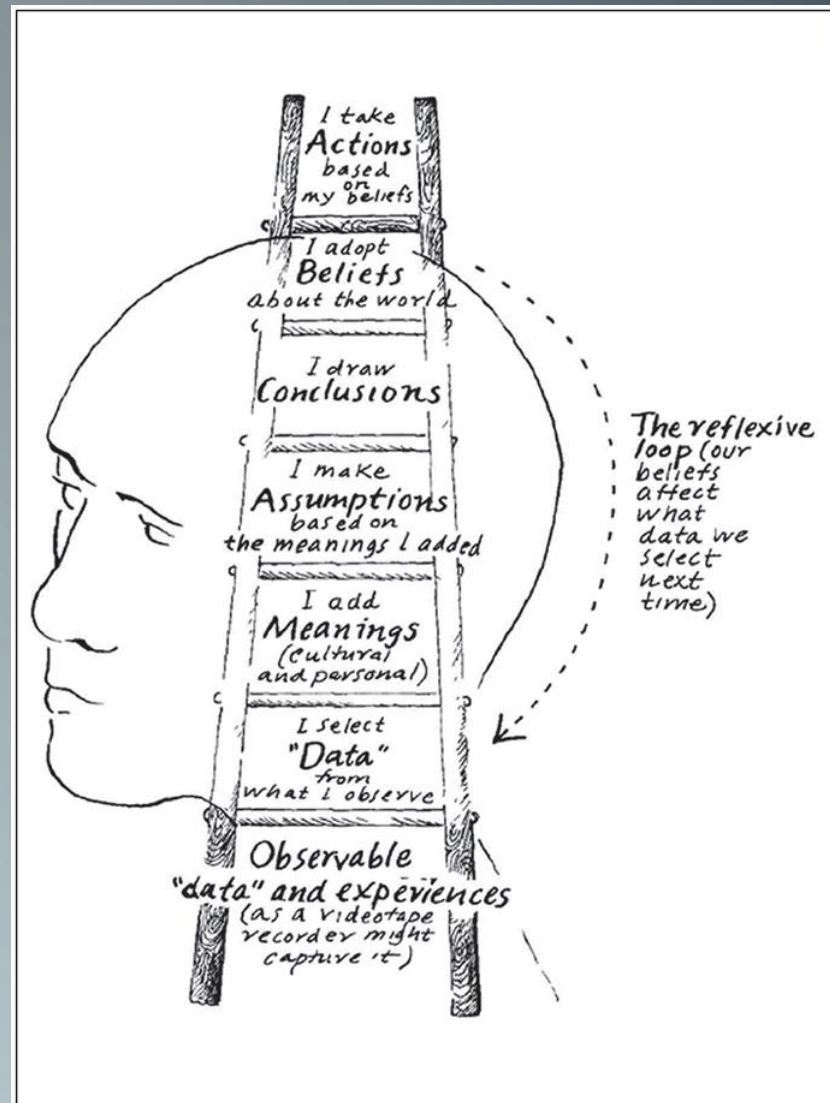 I take
Actions
based
on
my beliefs
I adopt
Beliefs
about the world
I draw
Conclusions
I make
Assumptions
based on
the meanings I added
I add
Meanings
(cultural
and personal)
I select
"Data"
from
what I observe
Observable
"data" and experiences
(as a videotape
recorder might
capture it)
The reflexive
loop (our
beliefs
affect
what
data we
select
next
time)